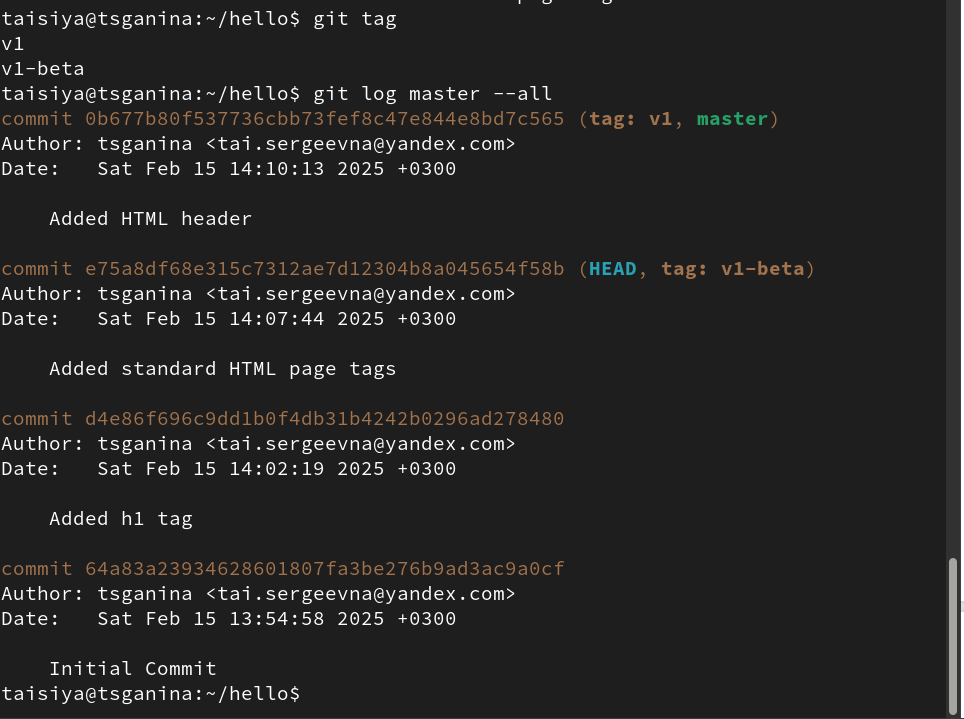 taisiya@tsganina:~/hello$ git tag
v1
v1-beta
taisiya@tsganina:~/hello$ git log master --all
commit 0b677b80f537736cbb73fef8c47e844e8bd7c565 (tag: v1, master)
Author: tsganina <tai.sergeevna@yandex.com>
Date:   Sat Feb 15 14:10:13 2025 +0300

    Added HTML header

commit e75a8df68e315c7312ae7d12304b8a045654f58b (HEAD, tag: v1-beta)
Author: tsganina <tai.sergeevna@yandex.com>
Date:   Sat Feb 15 14:07:44 2025 +0300

    Added standard HTML page tags

commit d4e86f696c9dd1b0f4db31b4242b0296ad278480
Author: tsganina <tai.sergeevna@yandex.com>
Date:   Sat Feb 15 14:02:19 2025 +0300

    Added h1 tag

commit 64a83a23934628601807fa3be276b9ad3ac9a0cf
Author: tsganina <tai.sergeevna@yandex.com>
Date:   Sat Feb 15 13:54:58 2025 +0300

    Initial Commit
taisiya@tsganina:~/hello$